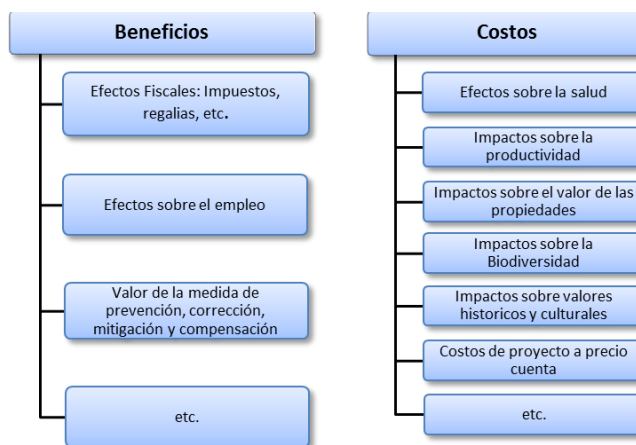 Beneficios
Efectos Fiscales: Impuestos,
regalias, etc.
Efectos sobre el empleo
Valor de la medida de
prevención, corrección,
mitigación y compensación
etc.
Costos
Efectos sobre la salud
Impactos sobre la
productividad
Impactos sobre el valor de las
propiedades
Impactos sobre la
Biodiversidad
Impactos sobre valores
historicos y culturales
Costos de proyecto a precio
cuenta
etc.